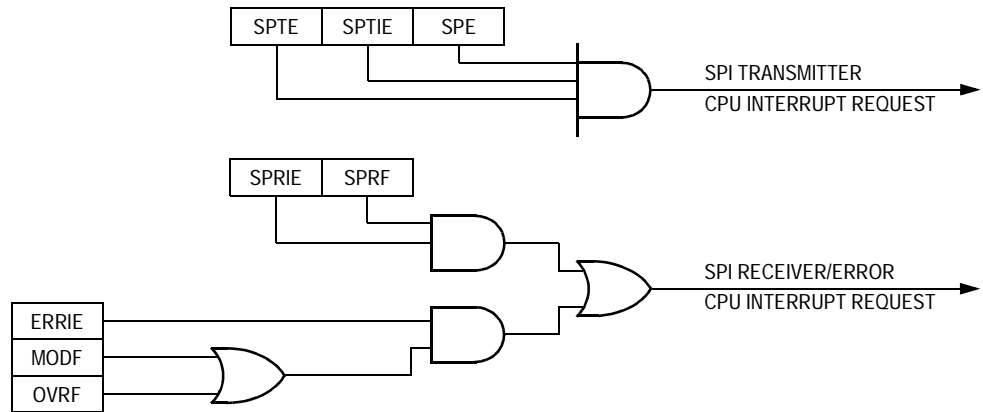 SPTE SPTIE SPE
SPI TRANSMITTER
CPU INTERRUPT REQUEST
SPRIE SPRF
SPI RECEIVER/ERROR
CPU INTERRUPT REQUEST
ERRIE
MODF
OVRF